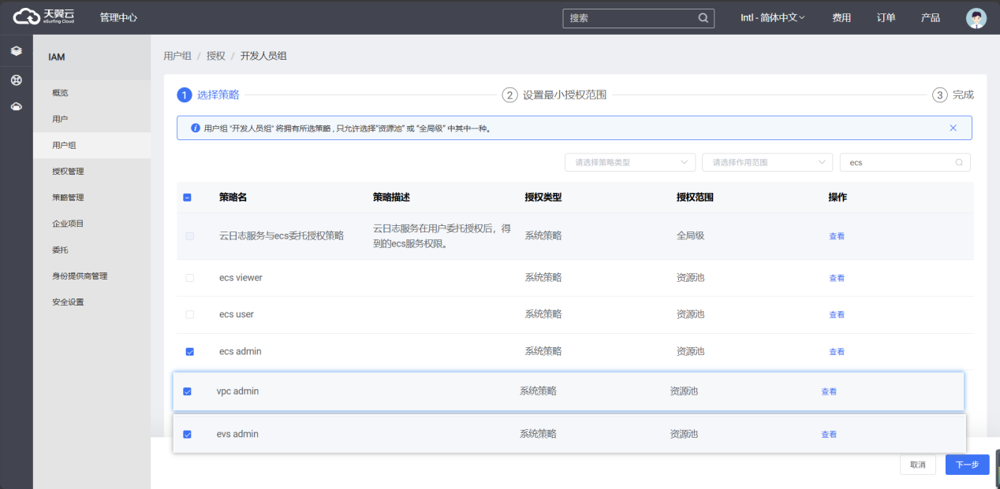 天翼云
eSurfing Cloud
管理中心
搜索
Intl - 简体中文
费用
订单
产品
IAM
概览
用户
用户组
授权管理
策略管理
企业项目
委托
身份提供商管理
安全设置
用户组 / 授权 / 开发人员组
1 选择策略
2 设置最小授权范围
3 完成
用户组 "开发人员组" 将拥有所选策略 , 只允许选择"资源池" 或 "全局级" 中其中一种。
请选择策略类型
请选择作用范围
ecs
策略名 策略描述 授权类型 授权范围 操作
云日志服务与ecs委托授权策略 云日志服务在用户委托授权后，得到的ecs服务权限。 系统策略 全局级 查看
ecs viewer 系统策略 资源池 查看
ecs user 系统策略 资源池 查看
ecs admin 系统策略 资源池 查看
vpc admin 系统策略 资源池 查看
evs admin 系统策略 资源池 查看
取消
下一步